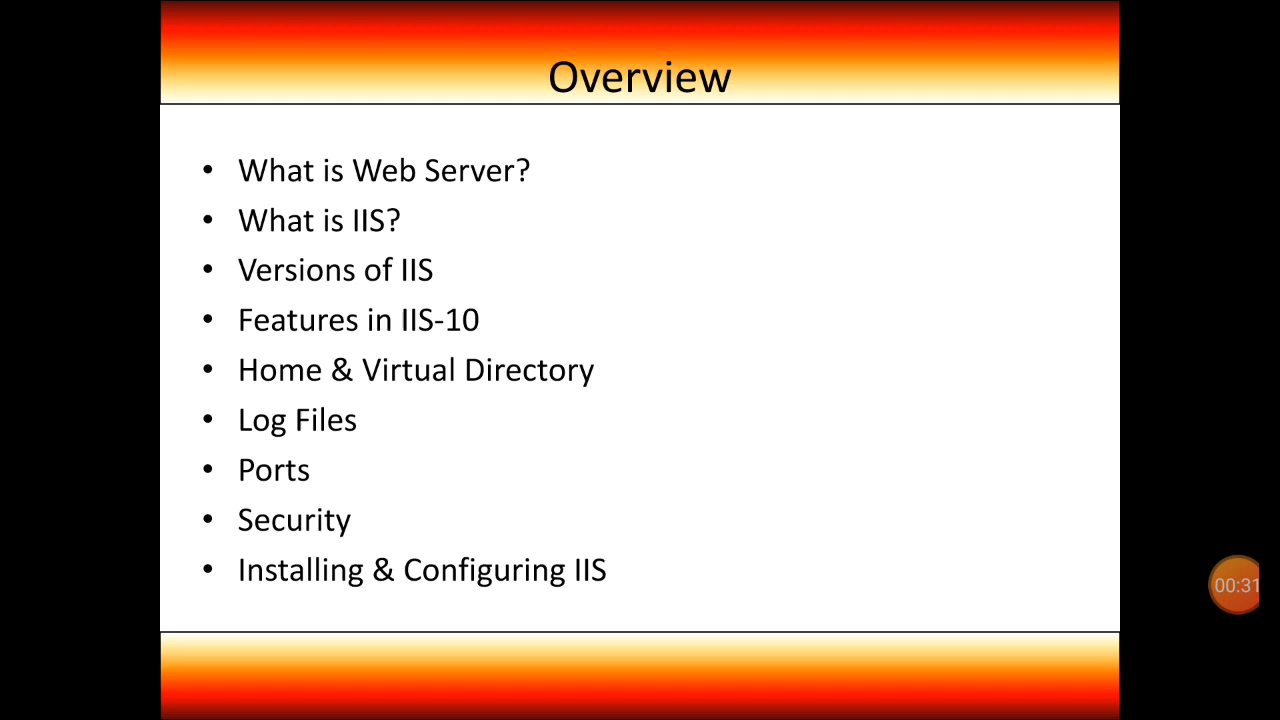 Overview
• What is Web Server?
• What is IIS?
• Versions of IIS
• Features in IIS-10
• Home & Virtual Directory
• Log Files
• Ports
• Security
• Installing & Configuring IIS
00:31